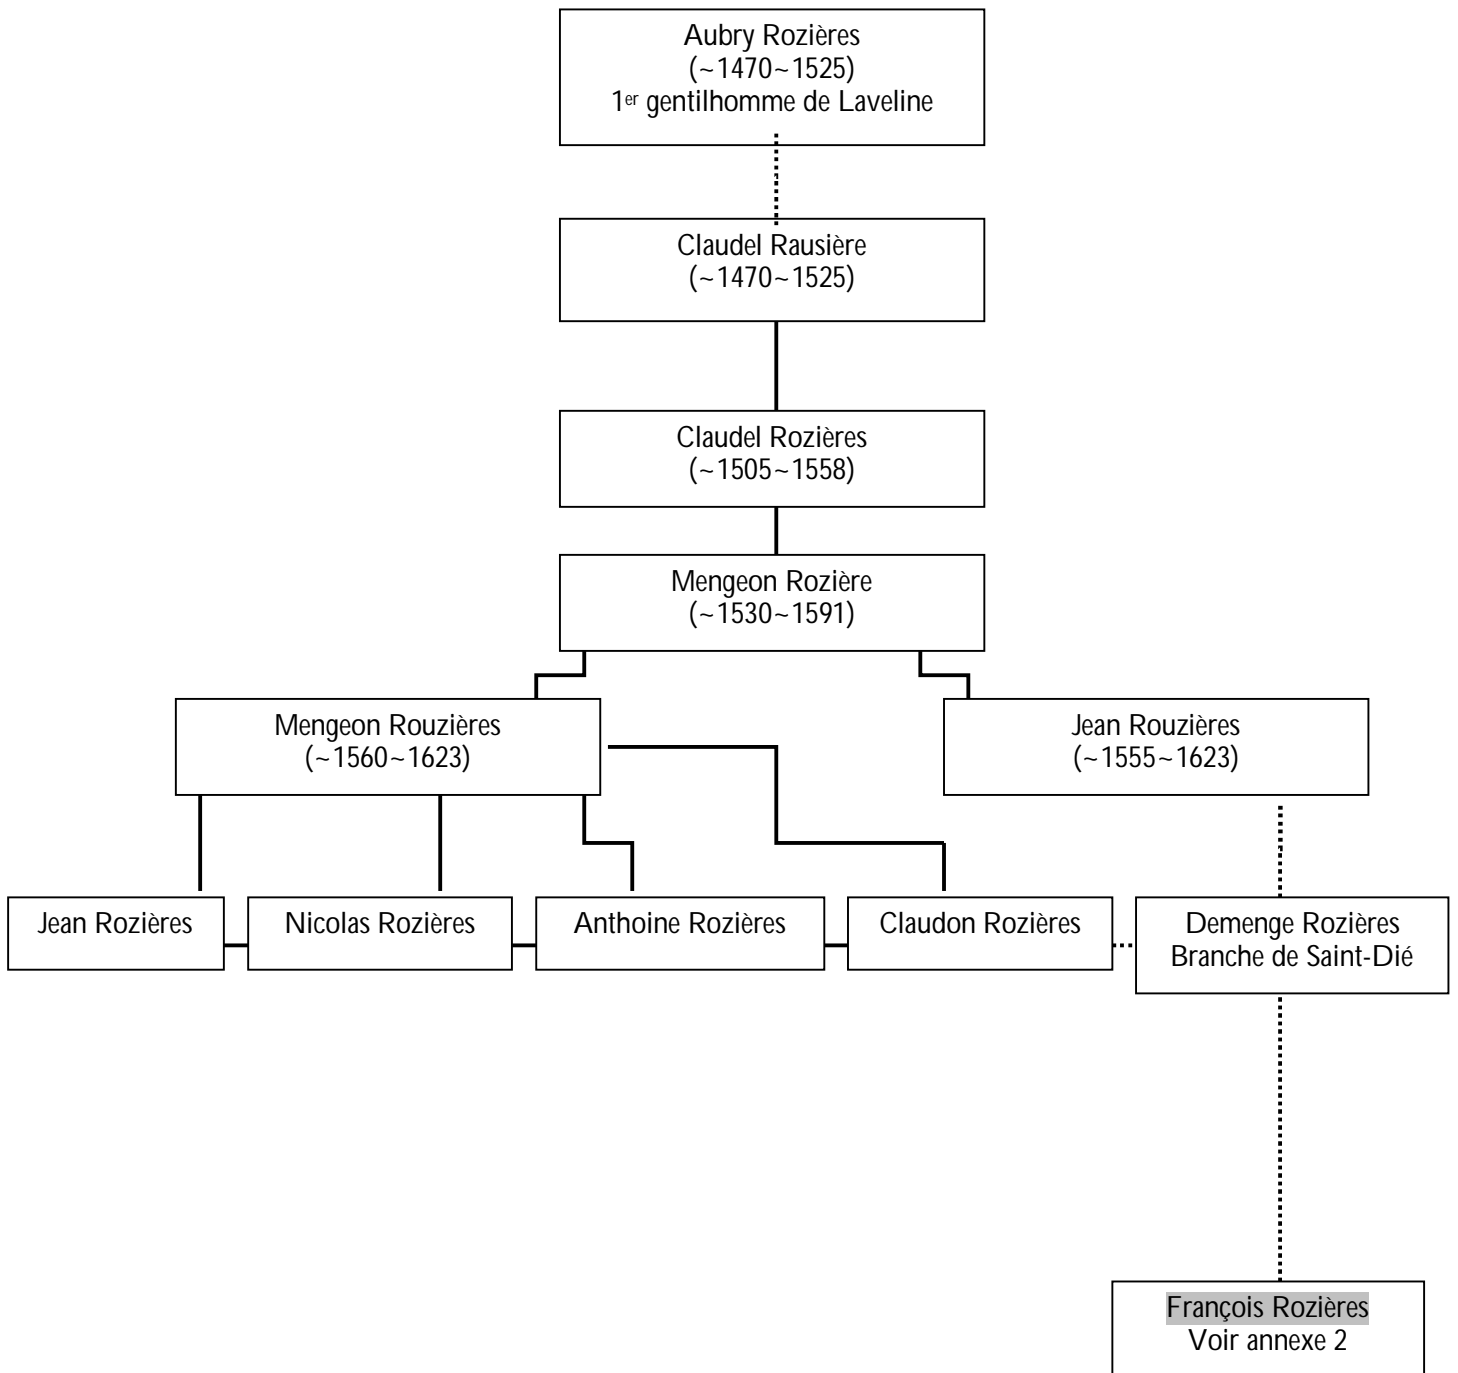 Aubry Rozières
(~1470~1525)
1er gentilhomme de Laveline
Claudel Rausière
(~1470~1525)
Claudel Rozières
(~1505~1558)
Mengeon Rozière
(~1530~1591)
Mengeon Rouzières
(~1560~1623)
Jean Rouzières
(~1555~1623)
Jean Rozières
Nicolas Rozières
Anthoine Rozières
Claudon Rozières
Demenge Rozières
Branche de Saint-Dié
François Rozières
Voir annexe 2